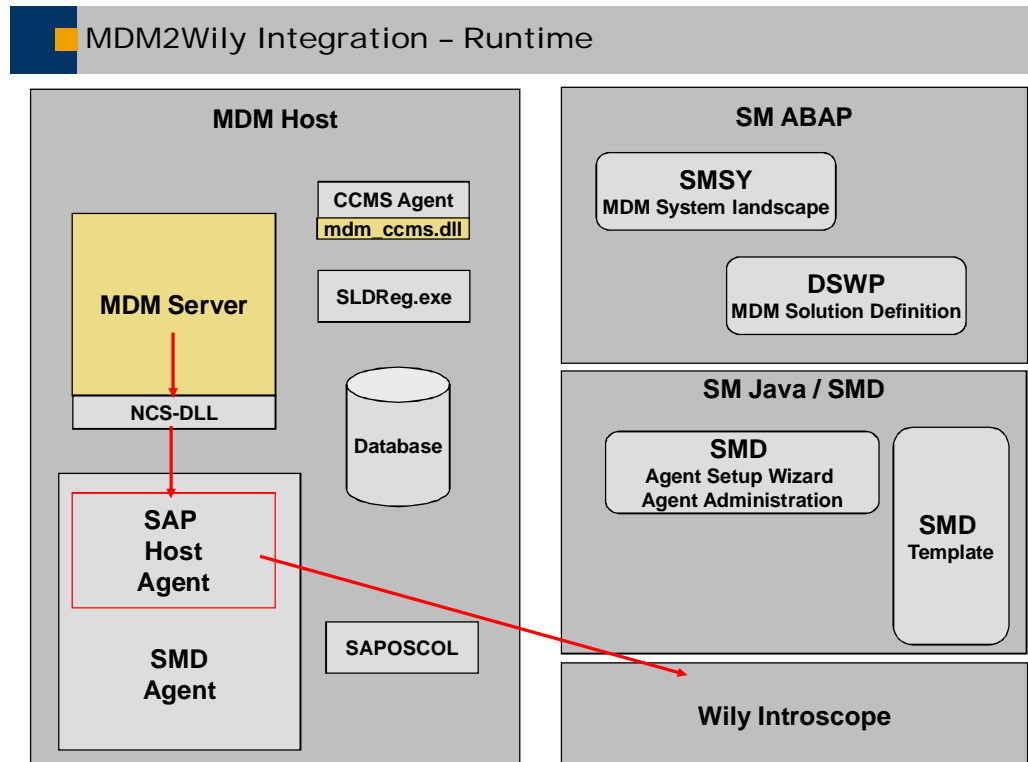 MDM2Wily Integration – Runtime
MDM Host
CCMS Agent
mdm_ccms.dll
MDM Server
SLDReg.exe
NCS-DLL
Database
SAP
Host
Agent
SMD
Agent
SAPOSCOL
SM ABAP
SMSY
MDM System landscape
DSWP
MDM Solution Definition
SM Java / SMD
SMD
Agent Setup Wizard
Agent Administration
SMD
Template
Wily Introscope